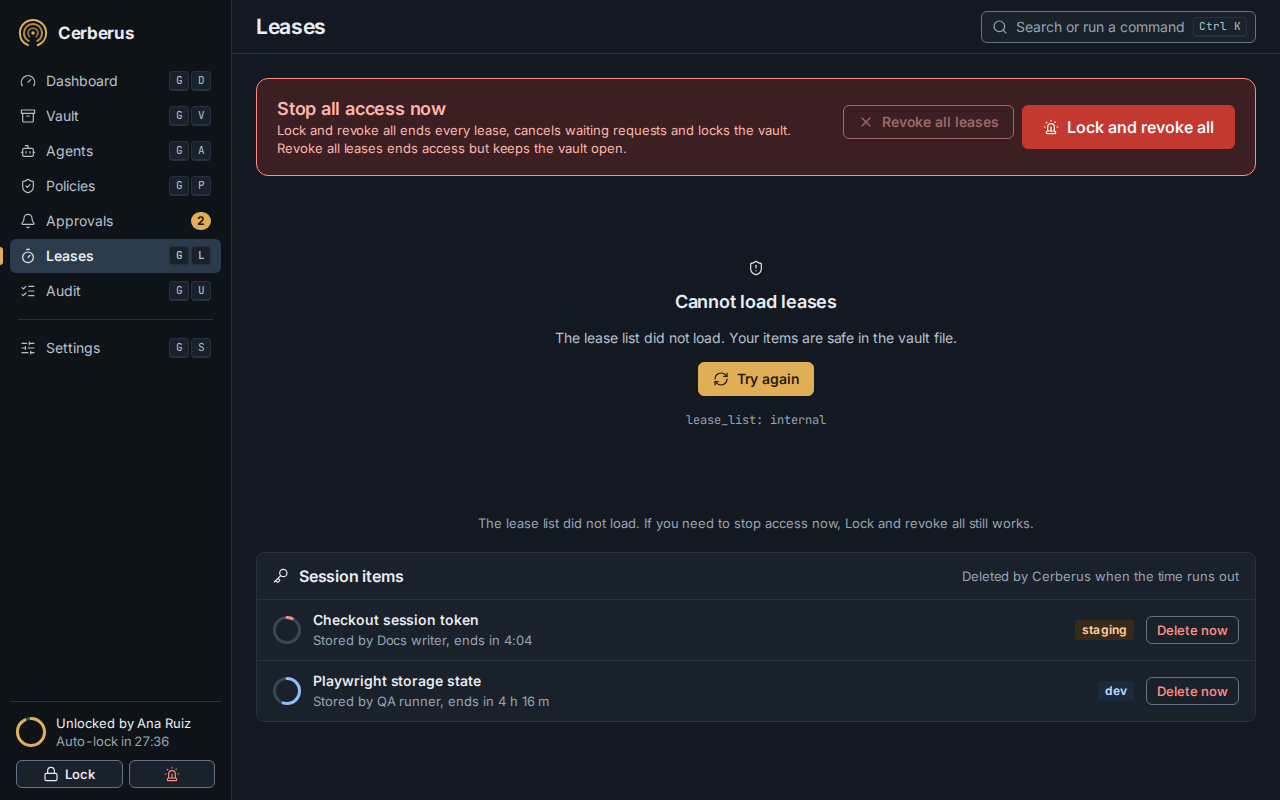 Cerberus
Dashboard G D
Vault G V
Agents G A
Policies G P
Approvals 2
Leases G L
Audit G U
Settings G S
Unlocked by Ana Ruiz
Auto-lock in 27:36
Lock
Leases
Search or run a command Ctrl K
Stop all access now
Lock and revoke all ends every lease, cancels waiting requests and locks the vault.
Revoke all leases ends access but keeps the vault open.
Revoke all leases
Lock and revoke all
Cannot load leases
The lease list did not load. Your items are safe in the vault file.
Try again
lease_list: internal
The lease list did not load. If you need to stop access now, Lock and revoke all still works.
Session items
Deleted by Cerberus when the time runs out
Checkout session token
Stored by Docs writer, ends in 4:04
staging
Delete now
Playwright storage state
Stored by QA runner, ends in 4 h 16 m
dev
Delete now